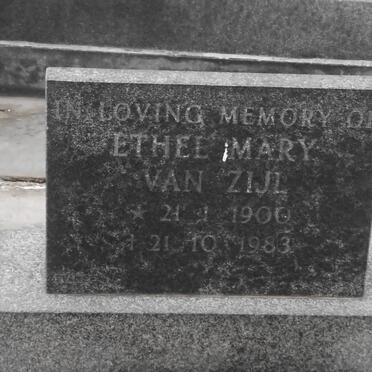 IN LOVING MEMORY OF
ETHEL MARY
VAN ZIJL
* 21. 1. 1900
† 21. 10. 1983